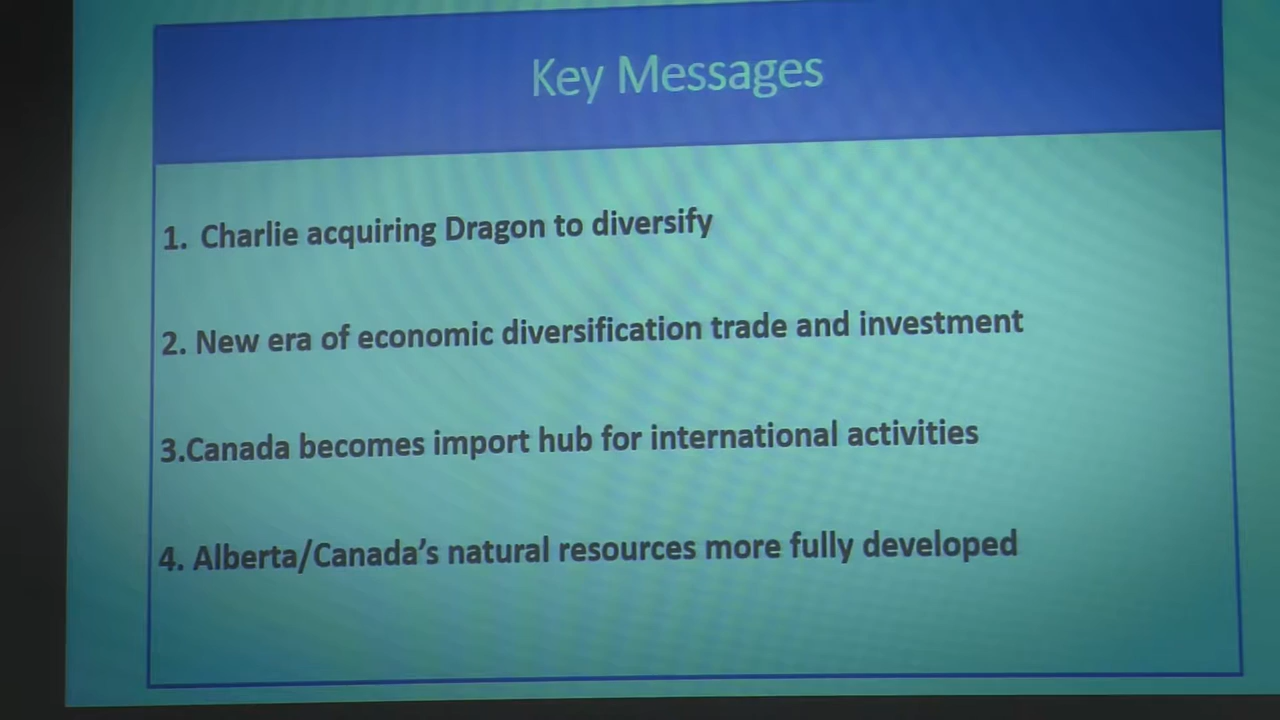 Key Messages
1. Charlie acquiring Dragon to diversify
2. New era of economic diversification trade and investment
3.Canada becomes import hub for international activities
4. Alberta/Canada’s natural resources more fully developed